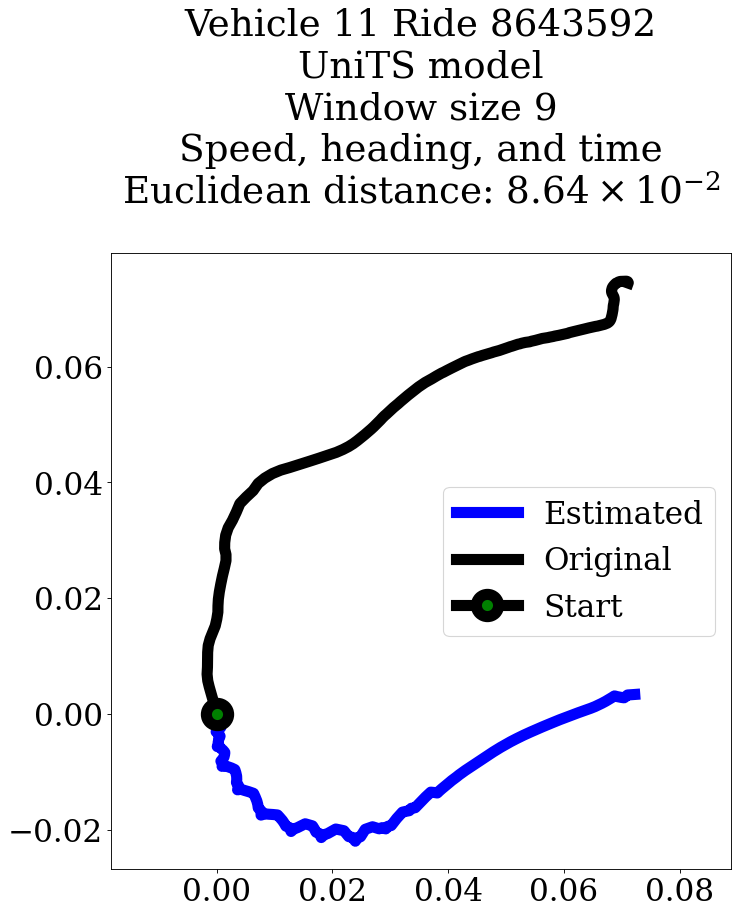 Vehicle 11 Ride 8643592
UniTS model
Window size 9
Speed, heading, and time
Euclidean distance: 8.64 × 10⁻²
0.06
0.04
0.02
0.00
−0.02
Estimated
Original
Start
0.00 0.02 0.04 0.06 0.08